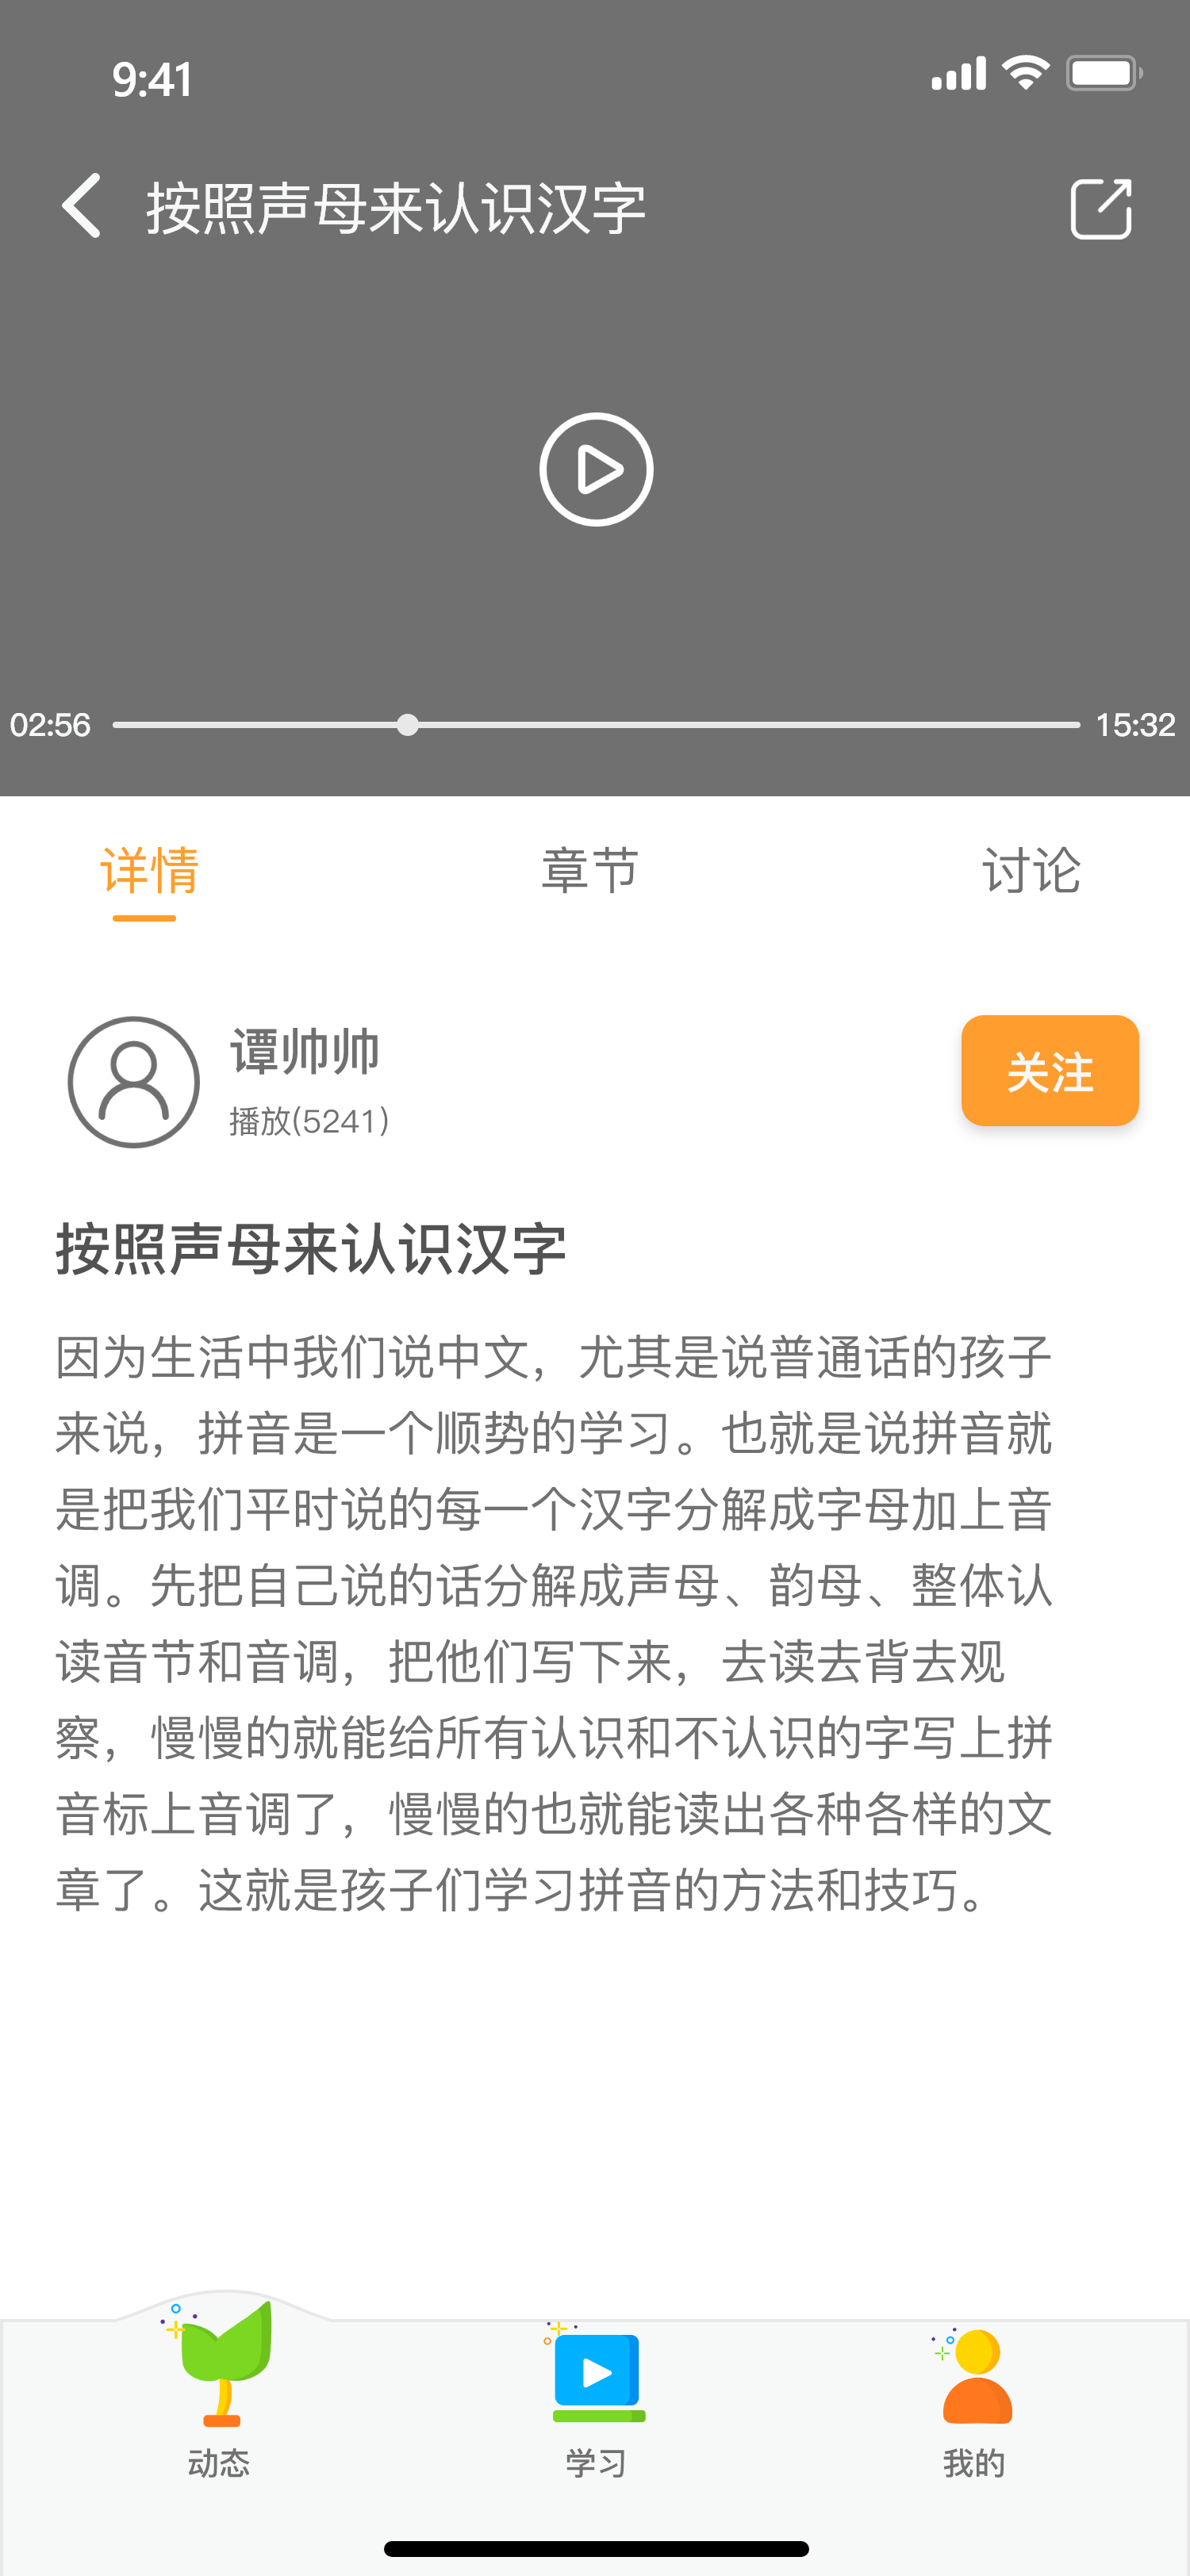 9:41
按照声母来认识汉字
02:56
15:32
详情
章节
讨论
谭帅帅
播放(5241)
关注
按照声母来认识汉字
因为生活中我们说中文，尤其是说普通话的孩子
来说，拼音是一个顺势的学习。也就是说拼音就
是把我们平时说的每一个汉字分解成字母加上音
调。先把自己说的话分解成声母、韵母、整体认
读音节和音调，把他们写下来，去读去背去观
察，慢慢的就能给所有认识和不认识的字写上拼
音标上音调了，慢慢的也就能读出各种各样的文
章了。这就是孩子们学习拼音的方法和技巧。
动态
学习
我的